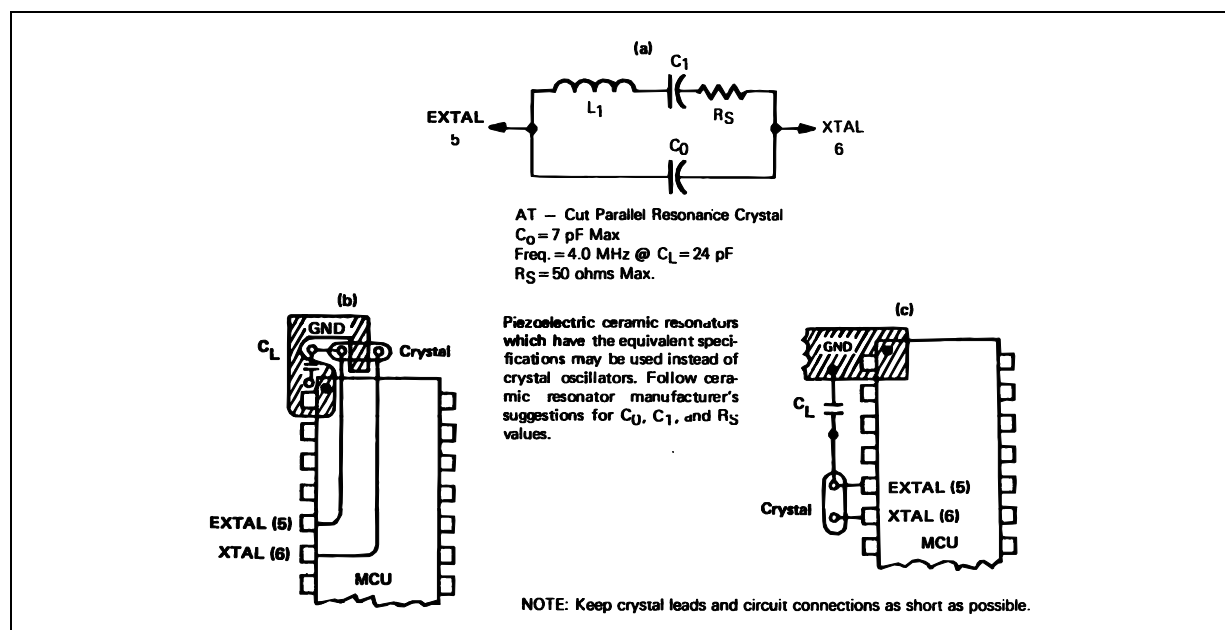 (a)
C1
L1
RS
EXTAL
5
XTAL
6
C0
AT – Cut Parallel Resonance Crystal
Co = 7 pF Max
Freq. = 4.0 MHz @ CL = 24 pF
RS = 50 ohms Max.
(b)
GND
CL
Crystal
EXTAL (5)
XTAL (6)
MCU
Piezoelectric ceramic resonators
which have the equivalent speci-
fications may be used instead of
crystal oscillators. Follow cera-
mic resonator manufacturer's
suggestions for C0, C1, and RS
values.
(c)
GND
CL
Crystal
EXTAL (5)
XTAL (6)
MCU
NOTE: Keep crystal leads and circuit connections as short as possible.